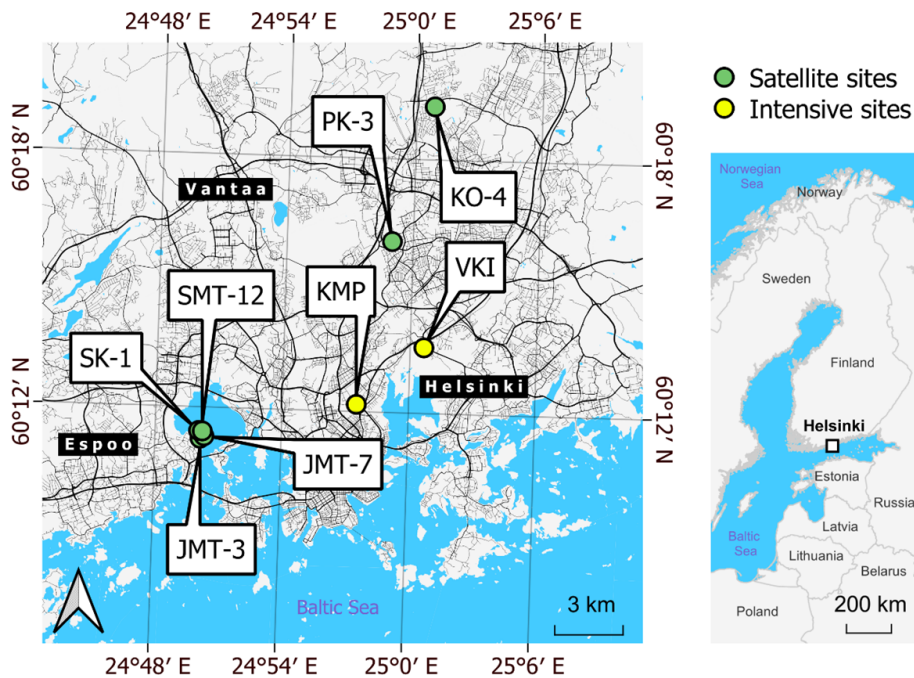 24°48′ E
24°54′ E
25°0′ E
25°6′ E
Satellite sites
Intensive sites
60°18′ N
60°18′ N
PK-3
KO-4
Vantaa
VKI
SMT-12
KMP
SK-1
Helsinki
60°12′ N
60°12′ N
Espoo
JMT-7
JMT-3
Baltic Sea
3 km
24°48′ E
24°54′ E
25°0′ E
25°6′ E
Norwegian
Sea
Norway
Sweden
Finland
Helsinki
Estonia
Russia
Latvia
Baltic
Sea
Lithuania
Belarus
Poland
200 km